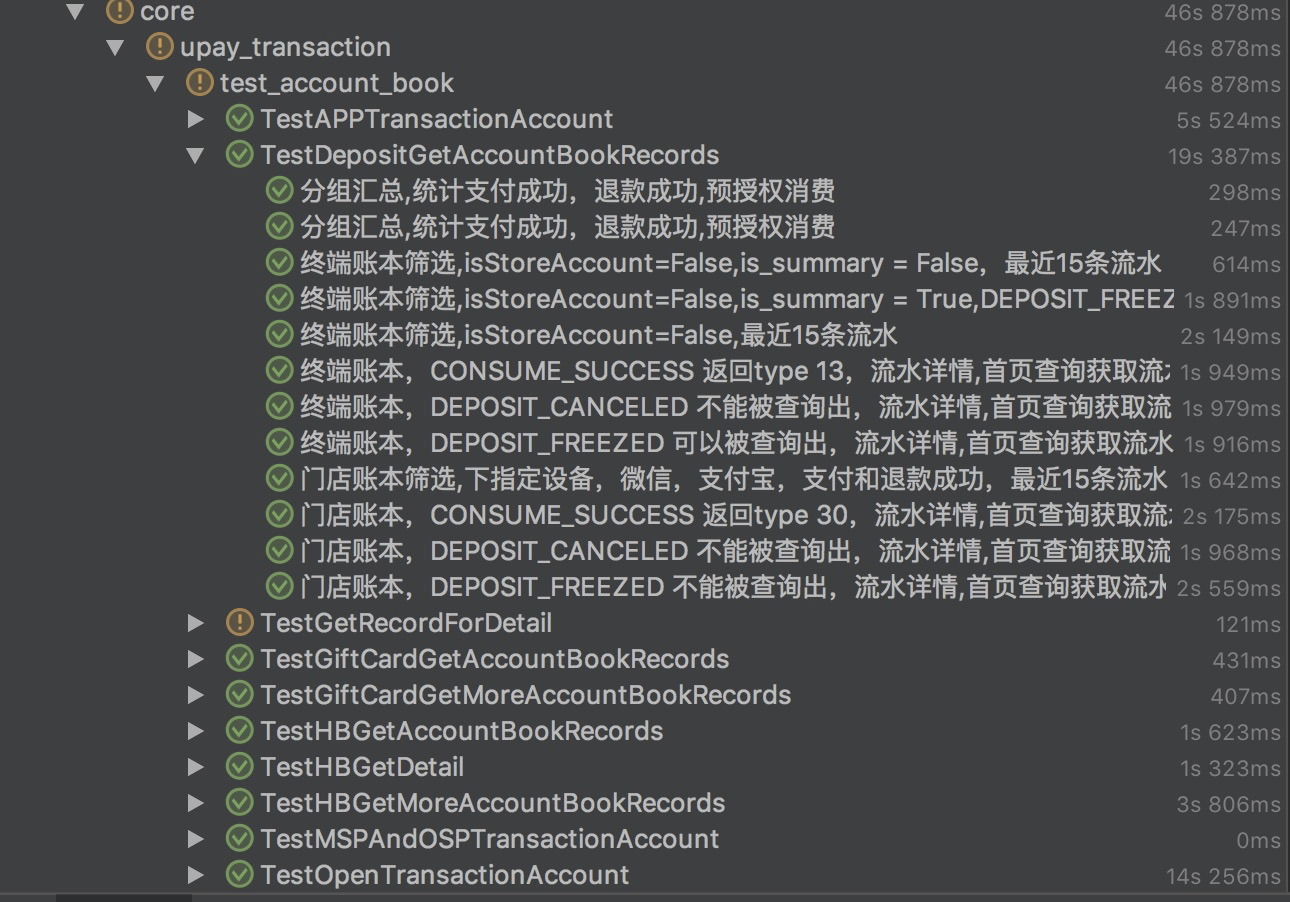 core 46s 878ms
upay_transaction 46s 878ms
test_account_book 46s 878ms
TestAPPTransactionAccount 5s 524ms
TestDepositGetAccountBookRecords 19s 387ms
分组汇总,统计支付成功，退款成功,预授权消费 298ms
分组汇总,统计支付成功，退款成功,预授权消费 247ms
终端账本筛选,isStoreAccount=False,is_summary = False，最近15条流水 614ms
终端账本筛选,isStoreAccount=False,is_summary = True,DEPOSIT_FREEZ 1s 891ms
终端账本筛选,isStoreAccount=False,最近15条流水 2s 149ms
终端账本，CONSUME_SUCCESS 返回type 13，流水详情,首页查询获取流 1s 949ms
终端账本，DEPOSIT_CANCELED 不能被查询出，流水详情,首页查询获取流 1s 979ms
终端账本，DEPOSIT_FREEZED 可以被查询出，流水详情,首页查询获取流水 1s 916ms
门店账本筛选,下指定设备，微信，支付宝，支付和退款成功，最近15条流水 1s 642ms
门店账本，CONSUME_SUCCESS 返回type 30，流水详情,首页查询获取流 2s 175ms
门店账本，DEPOSIT_CANCELED 不能被查询出，流水详情,首页查询获取流 1s 968ms
门店账本，DEPOSIT_FREEZED 不能被查询出，流水详情,首页查询获取流水 2s 559ms
TestGetRecordForDetail 121ms
TestGiftCardGetAccountBookRecords 431ms
TestGiftCardGetMoreAccountBookRecords 407ms
TestHBGetAccountBookRecords 1s 623ms
TestHBGetDetail 1s 323ms
TestHBGetMoreAccountBookRecords 3s 806ms
TestMSPAndOSPTransactionAccount 0ms
TestOpenTransactionAccount 14s 256ms